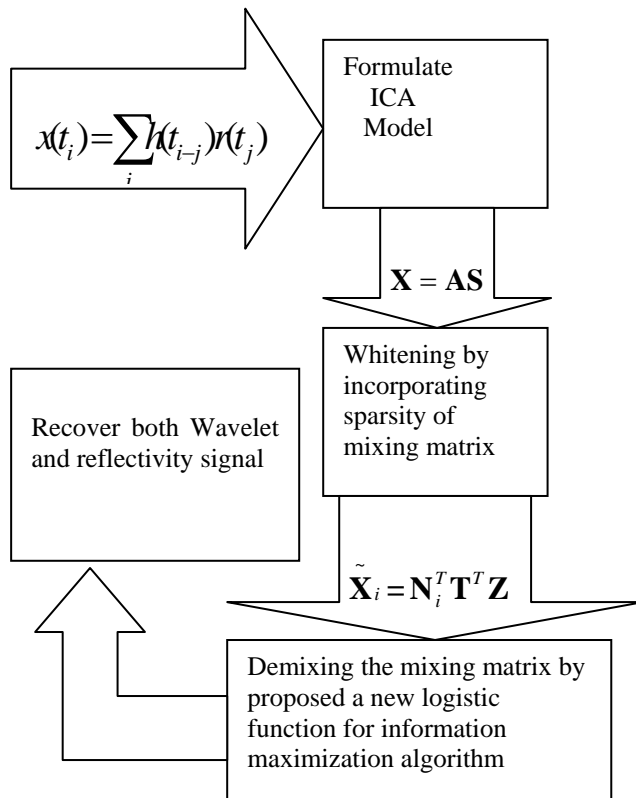 x(t_i)=∑_i h(t_{i-j})r(t_j)
Formulate
ICA
Model
X = AS
Whitening by
incorporating
sparsity of
mixing matrix
X̃_i = N_i^T T^T Z
Demixing the mixing matrix by
proposed a new logistic
function for information
maximization algorithm
Recover both Wavelet
and reflectivity signal